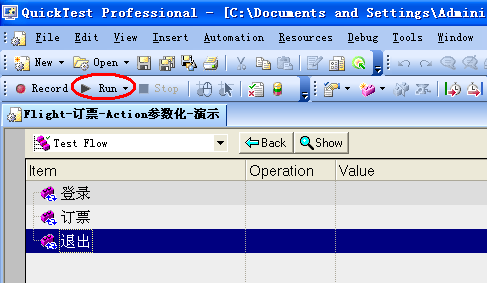 QuickTest Professional - [C:\Documents and Settings\Admini
File Edit View Insert Automation Resources Debug Tools Window
New Open
Record Run Stop
Flight-订票-Action参数化-演示
Test Flow Back Show
Item Operation Value
登录
订票
退出